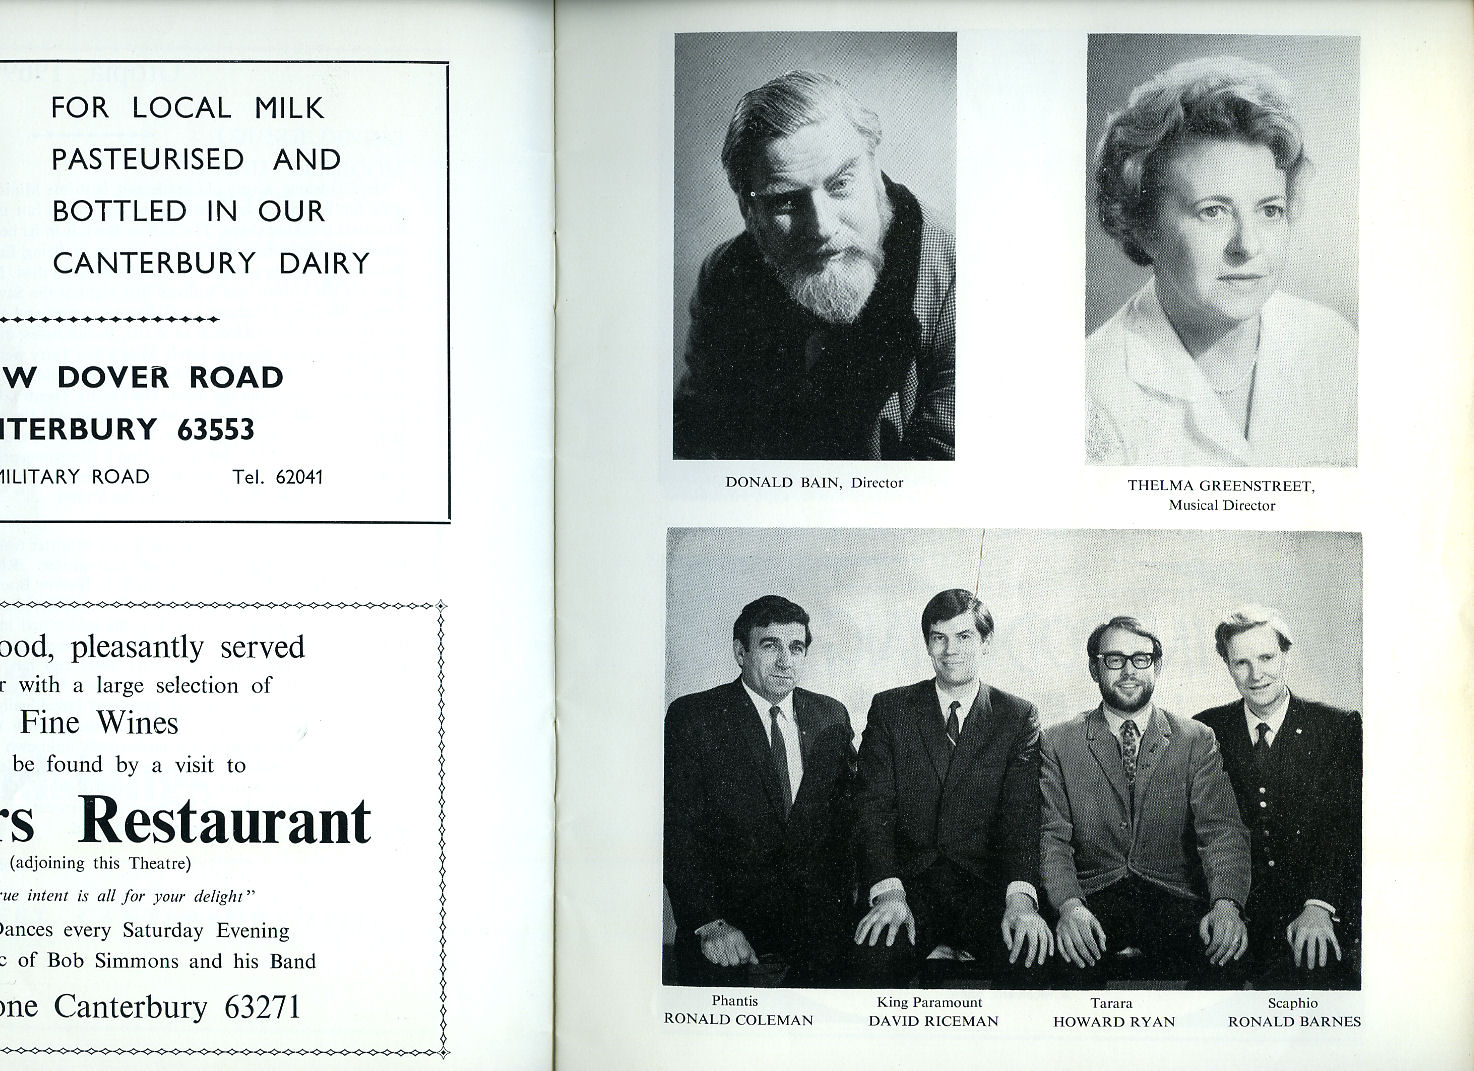 FOR LOCAL MILK
PASTEURISED AND
BOTTLED IN OUR
CANTERBURY DAIRY
W DOVER ROAD
NTERBURY 63553
MILITARY ROAD Tel. 62041
ood, pleasantly served
r with a large selection of
Fine Wines
be found by a visit to
rs Restaurant
(adjoining this Theatre)
rue intent is all for your delight”
Dances every Saturday Evening
c of Bob Simmons and his Band
one Canterbury 63271
DONALD BAIN, Director
THELMA GREENSTREET,
Musical Director
Phantis King Paramount Tarara Scaphio
RONALD COLEMAN DAVID RICEMAN HOWARD RYAN RONALD BARNES